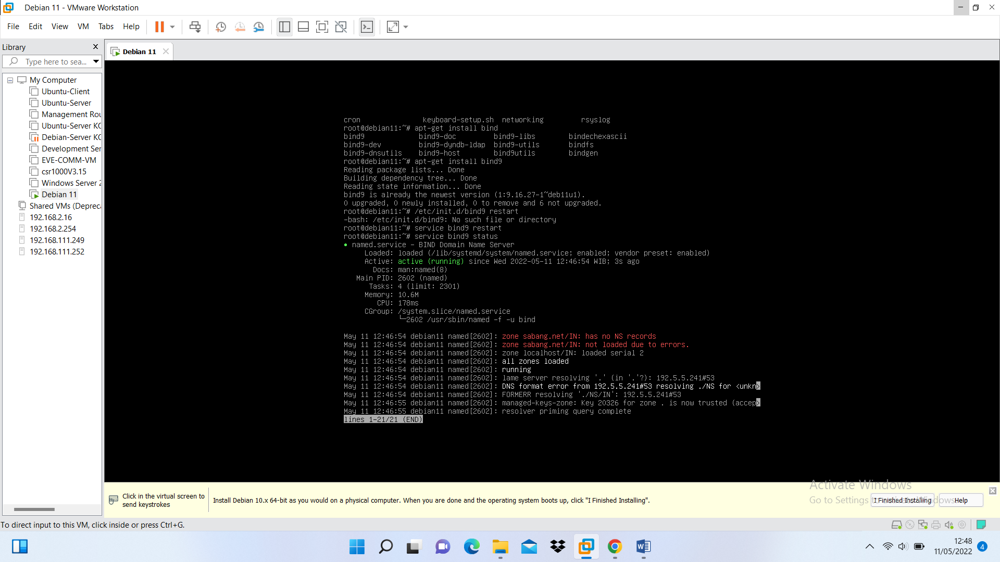 Debian 11 - VMware Workstation
File Edit View VM Tabs Help
Library
Type here to sea...
My Computer
Ubuntu-Client
Ubuntu-Server
Management Rou
Ubuntu-Server KC
Debian-Server KC
Development Ser
EVE-COMM-VM
csr1000V3.15
Windows Server 2
Debian 11
Shared VMs (Depreca
192.168.2.16
192.168.2.254
192.168.111.249
192.168.111.252
Debian 11
cron keyboard-setup.sh networking rsyslog
root@debian11:~# apt-get install bind
bind9 bind9-doc bind9-libs bindechexascii
bind9-dev bind9-dyndb-ldap bind9-utils bindfs
bind9-dnsutils bind9-host bind9utils bindgen
root@debian11:~# apt-get install bind9
Reading package lists... Done
Building dependency tree... Done
Reading state information... Done
bind9 is already the newest version (1:9.16.27-1~deb11u1).
0 upgraded, 0 newly installed, 0 to remove and 6 not upgraded.
root@debian11:~# /etc/init.d/bind9 restart
-bash: /etc/init.d/bind9: No such file or directory
root@debian11:~# service bind9 restart
root@debian11:~# service bind9 status
● named.service - BIND Domain Name Server
Loaded: loaded (/lib/systemd/system/named.service; enabled; vendor preset: enabled)
Active: active (running) since Wed 2022-05-11 12:46:54 WIB; 3s ago
Docs: man:named(8)
Main PID: 2602 (named)
Tasks: 4 (limit: 2301)
Memory: 10.6M
CPU: 178ms
CGroup: /system.slice/named.service
└─2602 /usr/sbin/named -f -u bind
May 11 12:46:54 debian11 named[2602]: zone sabang.net/IN: has no NS records
May 11 12:46:54 debian11 named[2602]: zone sabang.net/IN: not loaded due to errors.
May 11 12:46:54 debian11 named[2602]: zone localhost/IN: loaded serial 2
May 11 12:46:54 debian11 named[2602]: all zones loaded
May 11 12:46:54 debian11 named[2602]: running
May 11 12:46:54 debian11 named[2602]: lame server resolving '.' (in '.'?): 192.5.5.241#53
May 11 12:46:54 debian11 named[2602]: DNS format error from 192.5.5.241#53 resolving ./NS for <unkn>
May 11 12:46:54 debian11 named[2602]: FORMERR resolving './NS/IN': 192.5.5.241#53
May 11 12:46:55 debian11 named[2602]: managed-keys-zone: Key 20326 for zone . is now trusted (accep>
May 11 12:46:55 debian11 named[2602]: resolver priming query complete
lines 1-21/21 (END)
Activate Windows
Go to Settings to activate Windows
Click in the virtual screen to
send keystrokes
Install Debian 10.x 64-bit as you would on a physical computer. When you are done and the operating system boots up, click "I Finished Installing".
I Finished Installing
Help
To direct input to this VM, click inside or press Ctrl+G.
12:48
11/05/2022
4